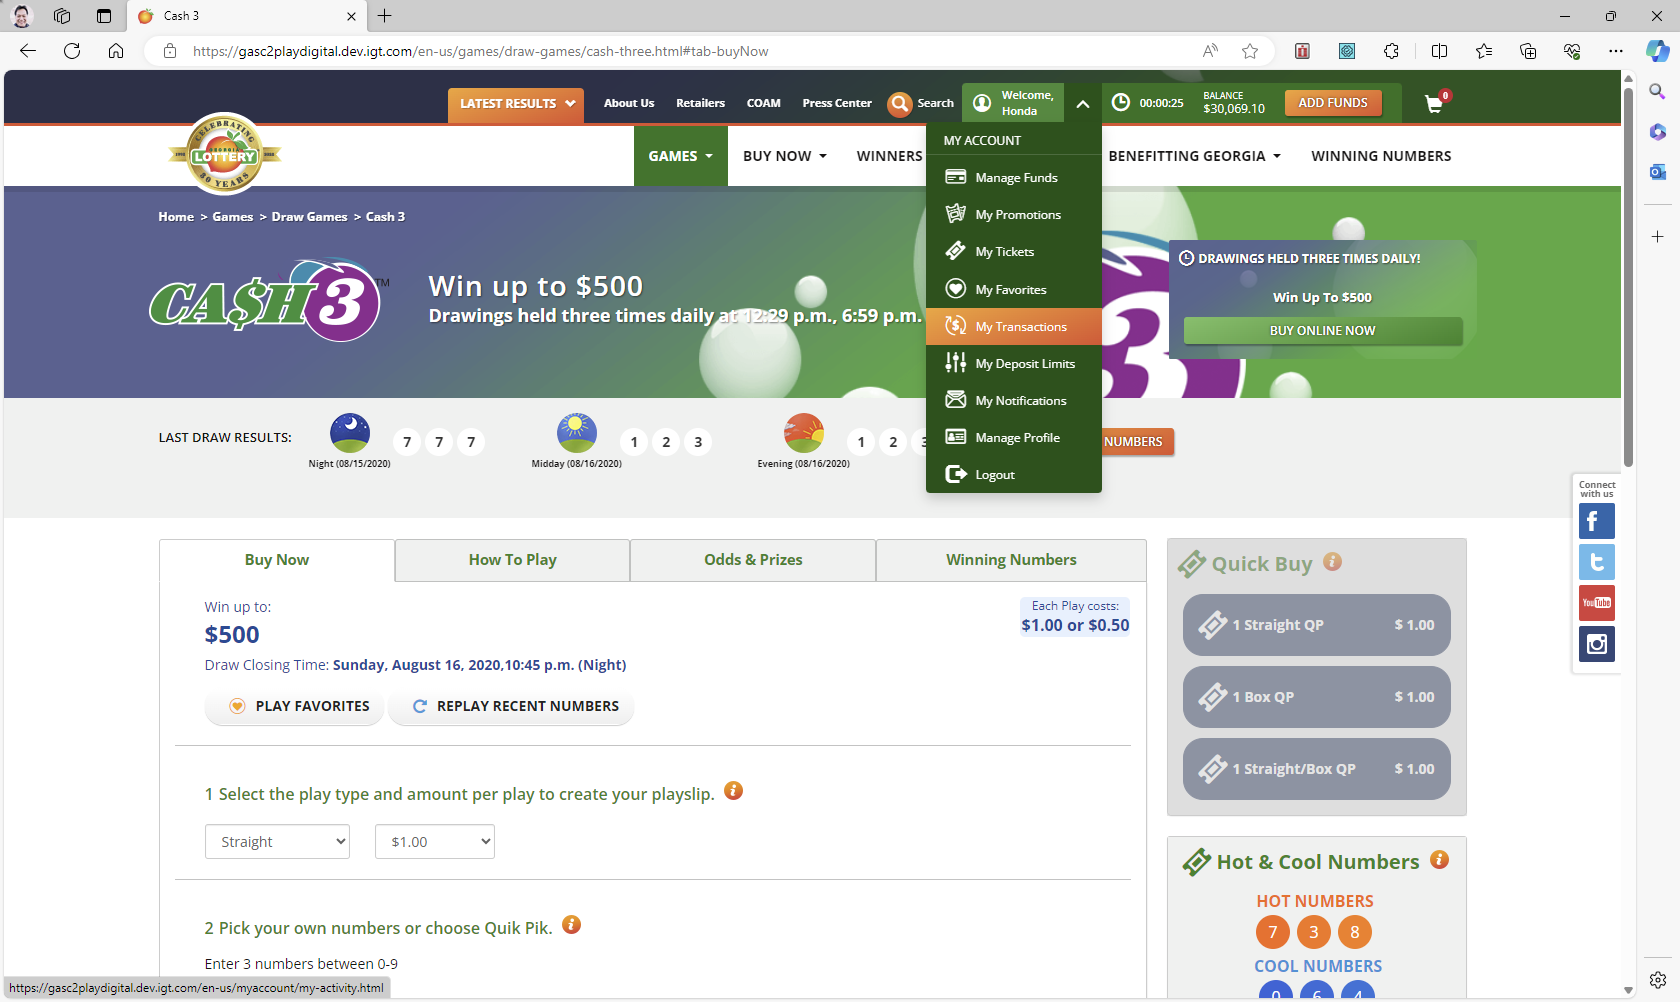 Cash 3
https://gasc2playdigital.dev.igt.com/en-us/games/draw-games/cash-three.html#tab-buyNow
LATEST RESULTS
About Us
Retailers
COAM
Press Center
Search
Welcome,
Honda
00:00:25
BALANCE
$30,069.10
ADD FUNDS
0
CELEBRATING
GEORGIA
LOTTERY
30 YEARS
GAMES
BUY NOW
WINNERS
BENEFITTING GEORGIA
WINNING NUMBERS
MY ACCOUNT
Manage Funds
My Promotions
My Tickets
My Favorites
My Transactions
My Deposit Limits
My Notifications
Manage Profile
Logout
Home > Games > Draw Games > Cash 3
CA$H 3 TM
Win up to $500
Drawings held three times daily at 12:29 p.m., 6:59 p.m.
3
DRAWINGS HELD THREE TIMES DAILY!
Win Up To $500
BUY ONLINE NOW
LAST DRAW RESULTS:
7 7 7
Night (08/15/2020)
1 2 3
Midday (08/16/2020)
1 2 3
Evening (08/16/2020)
NUMBERS
Connect
with us
f
t
YouTube
Buy Now
How To Play
Odds & Prizes
Winning Numbers
Win up to:
$500
Each Play costs:
$1.00 or $0.50
Draw Closing Time: Sunday, August 16, 2020,10:45 p.m. (Night)
PLAY FAVORITES
REPLAY RECENT NUMBERS
1 Select the play type and amount per play to create your playslip.
Straight
$1.00
2 Pick your own numbers or choose Quik Pik.
Enter 3 numbers between 0-9
Quick Buy
1 Straight QP $ 1.00
1 Box QP $ 1.00
1 Straight/Box QP $ 1.00
Hot & Cool Numbers
HOT NUMBERS
7 3 8
COOL NUMBERS
0 6 4
https://gasc2playdigital.dev.igt.com/en-us/myaccount/my-activity.html